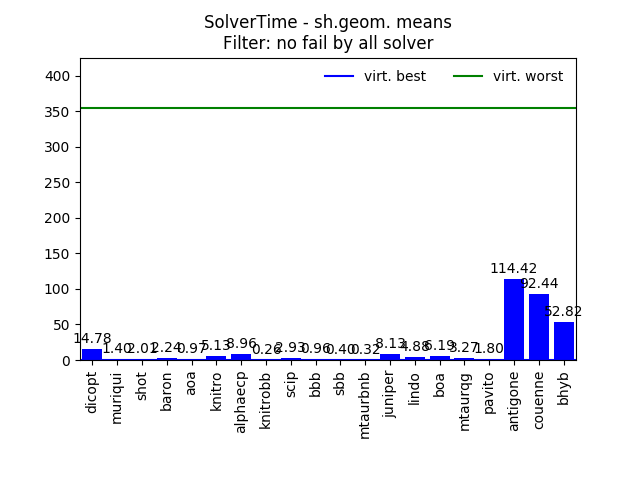 SolverTime - sh.geom. means
Filter: no fail by all solver
virt. best
virt. worst
400
350
300
250
200
150
100
50
0
14.78
1.40
2.01
2.24
0.97
5.13
8.96
0.26
2.93
0.96
0.40
0.32
8.13
4.88
6.19
3.27
1.80
114.42
92.44
52.82
dicopt
muriqui
shot
baron
aoa
knitro
alphaecp
knitrobb
scip
bbb
sbb
mtaurbnb
juniper
lindo
boa
mtaurqg
pavito
antigone
couenne
bhyb